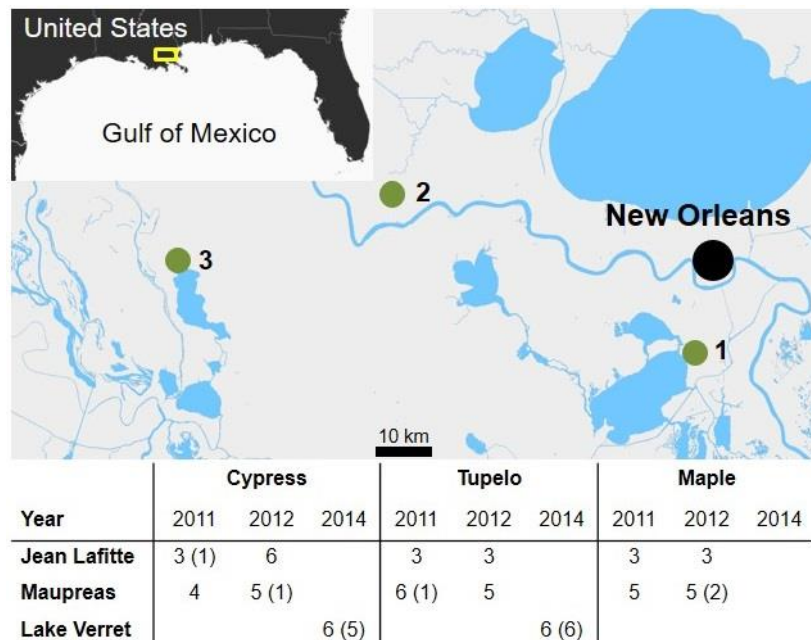 United States
Gulf of Mexico
2
New Orleans
3
1
10 km
Cypress Tupelo Maple
Year 2011 2012 2014 2011 2012 2014 2011 2012 2014
Jean Lafitte 3 (1) 6 3 3 3 3
Maupreas 4 5 (1) 6 (1) 5 5 5 (2)
Lake Verret 6 (5) 6 (6)